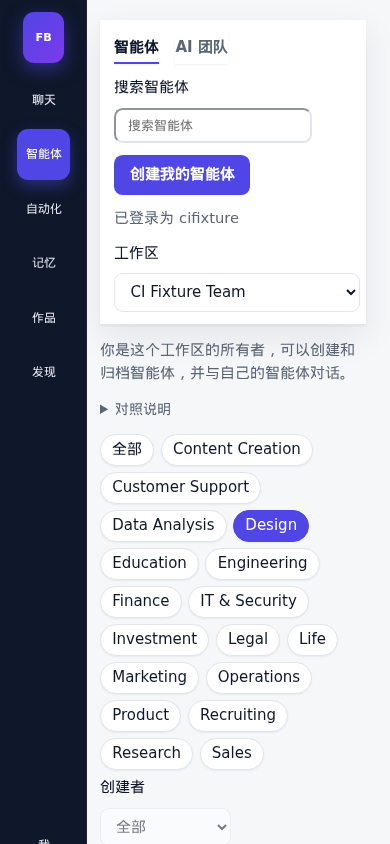 FB
聊天
智能体
自动化
记忆
作品
发现
我
智能体 AI 团队
搜索智能体
搜索智能体
创建我的智能体
已登录为 cifixture
工作区
CI Fixture Team
你是这个工作区的所有者，可以创建和
归档智能体，并与自己的智能体对话。
▶ 对照说明
全部 Content Creation
Customer Support
Data Analysis Design
Education Engineering
Finance IT & Security
Investment Legal Life
Marketing Operations
Product Recruiting
Research Sales
创建者
全部